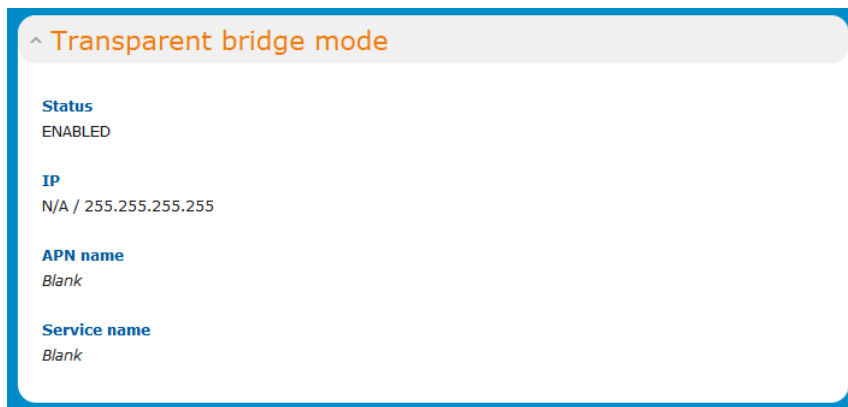 Transparent bridge mode
Status
ENABLED
IP
N/A / 255.255.255.255
APN name
Blank
Service name
Blank